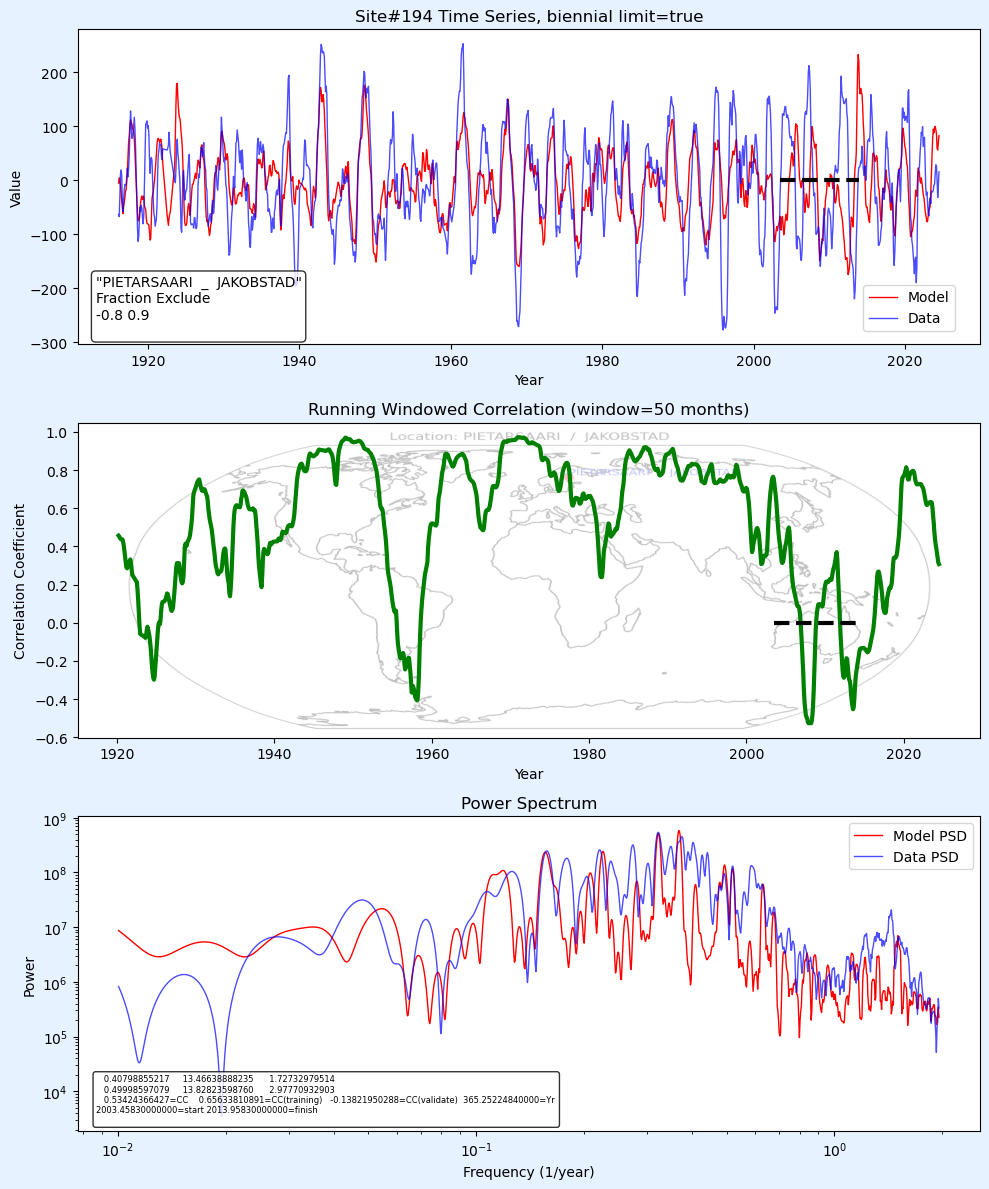 Site#194 Time Series, biennial limit=true
Value
200
100
0
−100
−200
−300
"PIETARSAARI _ JAKOBSTAD"
Fraction Exclude
-0.8 0.9
Model
Data
1920 1940 1960 1980 2000 2020
Year
Running Windowed Correlation (window=50 months)
Location: PIETARSAARI / JAKOBSTAD
Correlation Coefficient
1.0
0.8
0.6
0.4
0.2
0.0
−0.2
−0.4
−0.6
1920 1940 1960 1980 2000 2020
Year
Power Spectrum
Power
10^9
10^8
10^7
10^6
10^5
10^4
Model PSD
Data PSD
0.40798855217 13.46638888235 1.72732979514
0.49998597079 13.82823598760 2.97770932903
0.53424366427=CC 0.65633810891=CC(training) -0.13821950288=CC(validate) 365.25224840000=Yr
2003.45830000000=start 2013.95830000000=finish
10^−2 10^−1 10^0
Frequency (1/year)